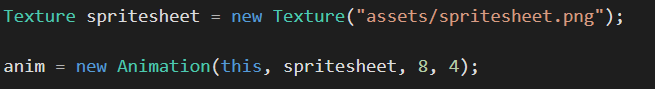 Texture spritesheet = new Texture("assets/spritesheet.png");
anim = new Animation(this, spritesheet, 8, 4);